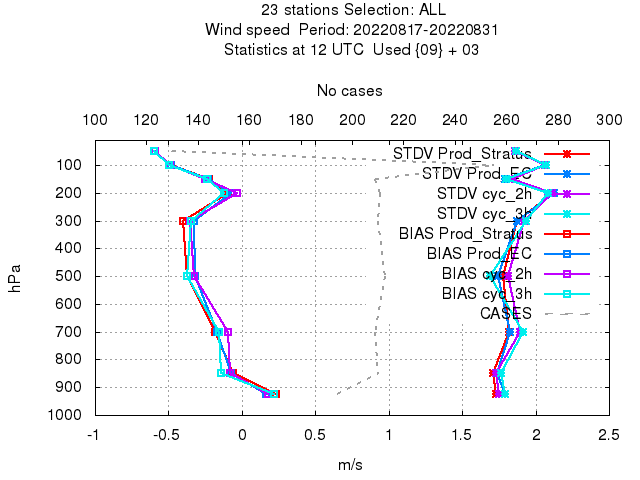 23 stations Selection: ALL
Wind speed  Period: 20220817-20220831
Statistics at 12 UTC  Used {09} + 03
No cases
100 120 140 160 180 200 220 240 260 280 300
STDV Prod_Stratus
100
STDV Prod_EC
200
STDV cyc_2h
STDV cyc_3h
300
BIAS Prod_Stratus
400
BIAS Prod_EC
500
BIAS cyc_2h
BIAS cyc_3h
600
CASES
700
800
900
1000
hPa
-1 -0.5 0 0.5 1 1.5 2 2.5
m/s